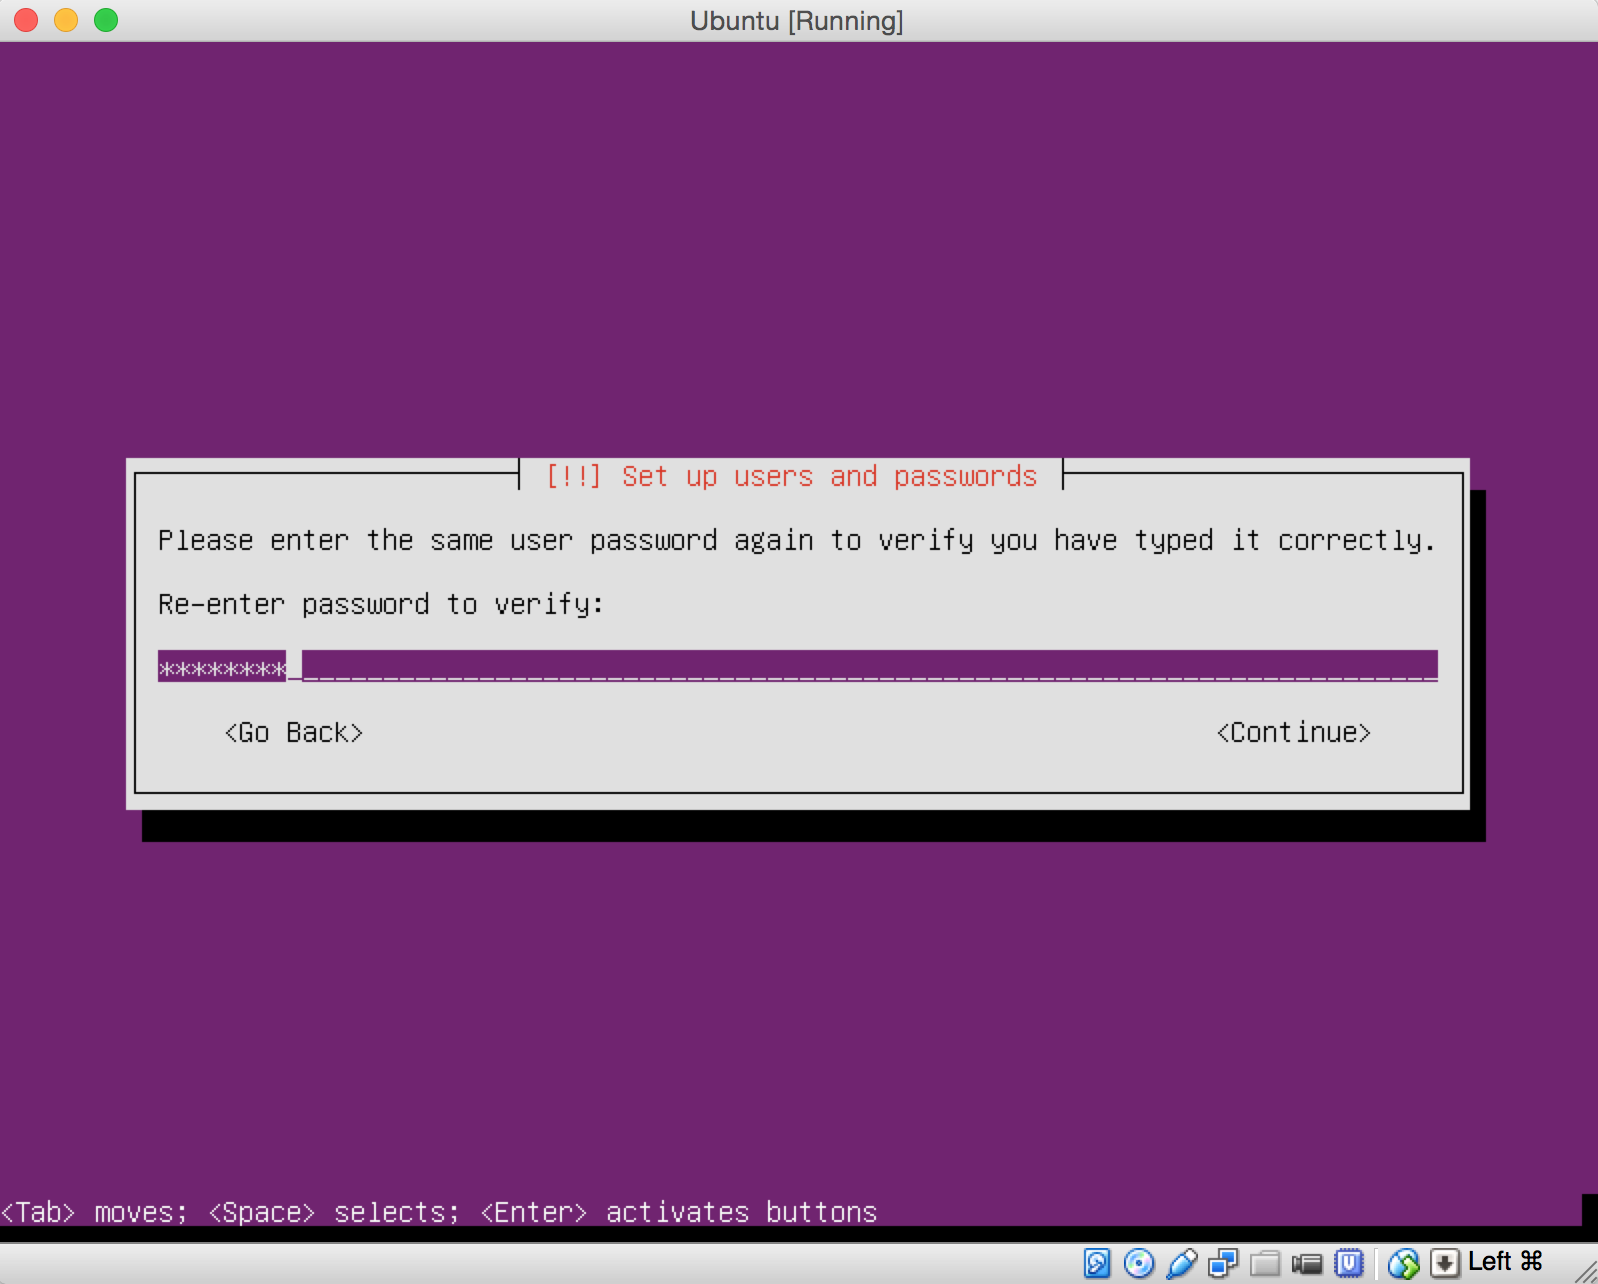 Ubuntu [Running]
[!!] Set up users and passwords
Please enter the same user password again to verify you have typed it correctly.
Re-enter password to verify:
********_______________________________________________________________________
<Go Back> <Continue>
<Tab> moves; <Space> selects; <Enter> activates buttons
Left ⌘